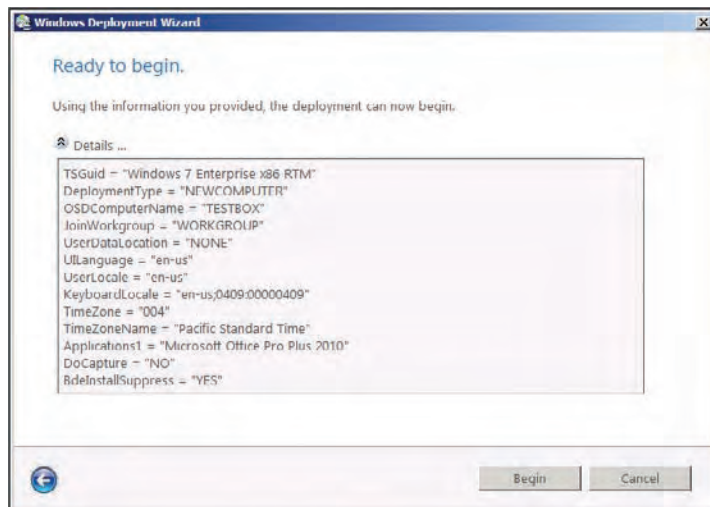 Windows Deployment Wizard
Ready to begin.
Using the information you provided, the deployment can now begin.
Details ...
TSGuid = "Windows 7 Enterprise x86 RTM"
DeploymentType = "NEWCOMPUTER"
OSDComputerName = "TESTBOX"
JoinWorkgroup = "WORKGROUP"
UserDataLocation = "NONE"
UILanguage = "en-us"
UserLocale = "en-us"
KeyboardLocale = "en-us;0409:00000409"
TimeZone = "004"
TimeZoneName = "Pacific Standard Time"
Applications1 = "Microsoft Office Pro Plus 2010"
DoCapture = "NO"
BdeInstallSuppress = "YES"
Begin Cancel